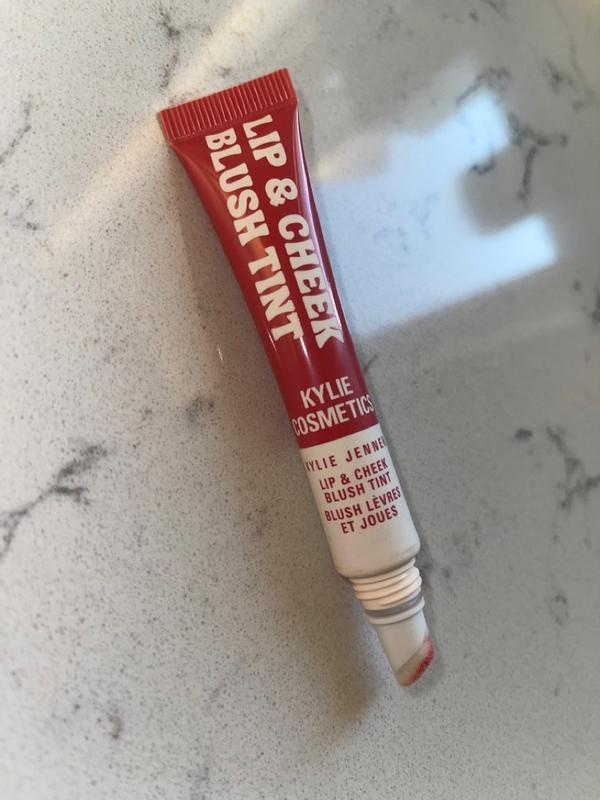 LIP & CHEEK
BLUSH TINT
KYLIE
COSMETICS
KYLIE JENNER
LIP & CHEEK
BLUSH TINT
BLUSH LÈVRES
ET JOUES